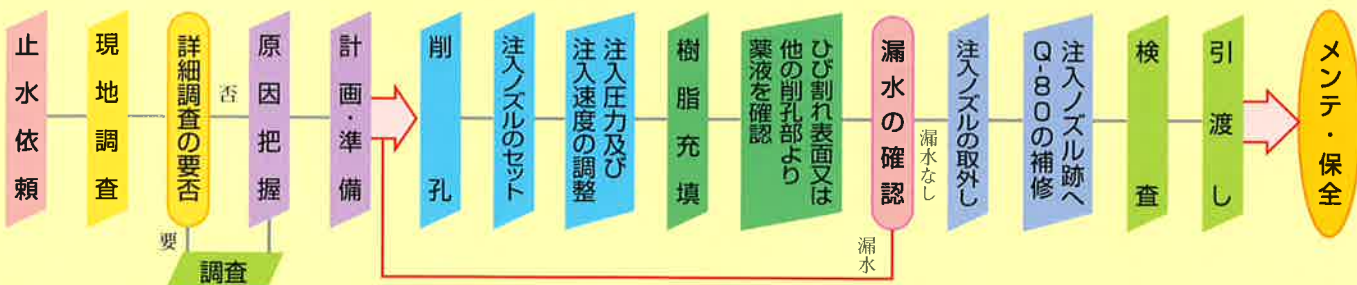 止水依頼
現地調査
詳細調査の要否
否
要
調査
原因把握
計画・準備
削孔
注入ノズルのセット
注入圧力及び
注入速度の調整
樹脂充填
ひび割れ表面又は
他の削孔部より
薬液を確認
漏水の確認
漏水なし
漏水
注入ノズルの取外し
注入ノズル跡へ
Q-80の補修
検査
引渡し
メンテ・保全